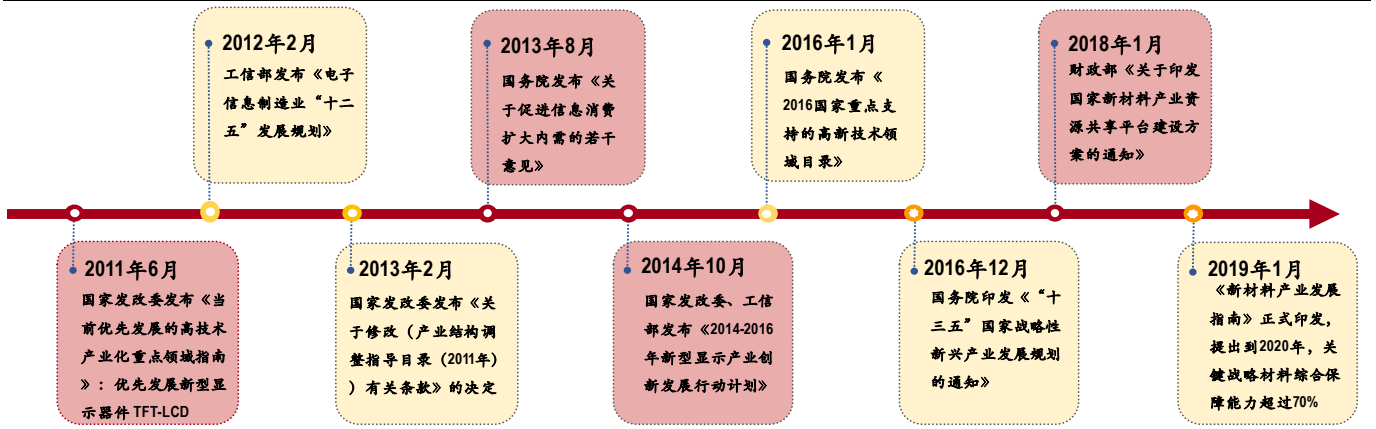 2012年2月
工信部发布《电子
信息制造业“十二
五”发展规划》
2013年8月
国务院发布《关
于促进信息消费
扩大内需的若干
意见》
2016年1月
国务院发布《
2016国家重点支
持的高新技术领
域目录》
2018年1月
财政部《关于印发
国家新材料产业资
源共享平台建设方
案的通知》
2011年6月
国家发改委发布《当
前优先发展的高技术
产业化重点领域指南
》：优先发展新型显
示器件 TFT-LCD
2013年2月
国家发改委发布《关
于修改（产业结构调
整指导目录（2011年）
）有关条款》的决定
2014年10月
国家发改委、工信
部发布《2014-2016
年新型显示产业创
新发展行动计划》
2016年12月
国务院印发《“十
三五”国家战略性
新兴产业发展规划
的通知》
2019年1月
《新材料产业发展
指南》正式印发，
提出到2020年，关
键战略材料综合保
障能力超过70%